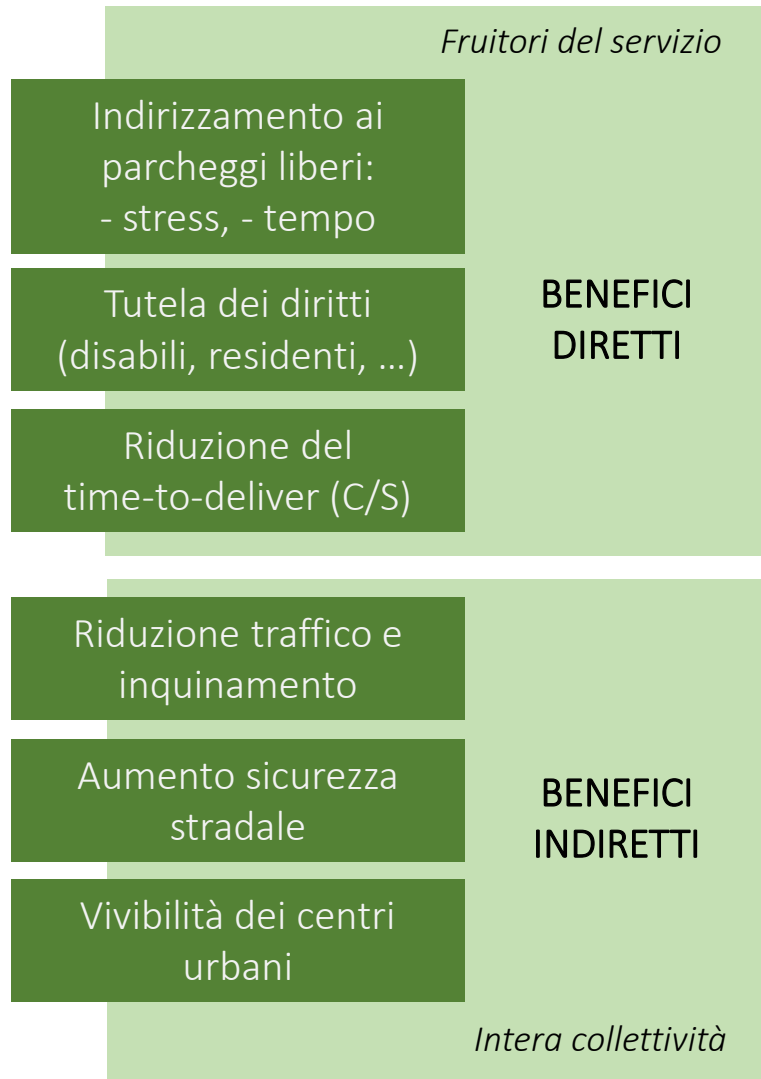 Fruitori del servizio
Indirizzamento ai
parcheggi liberi:
- stress, - tempo
Tutela dei diritti
(disabili, residenti, ...)
Riduzione del
time-to-deliver (C/S)
BENEFICI
DIRETTI
Riduzione traffico e
inquinamento
Aumento sicurezza
stradale
Vivibilità dei centri
urbani
BENEFICI
INDIRETTI
Intera collettività